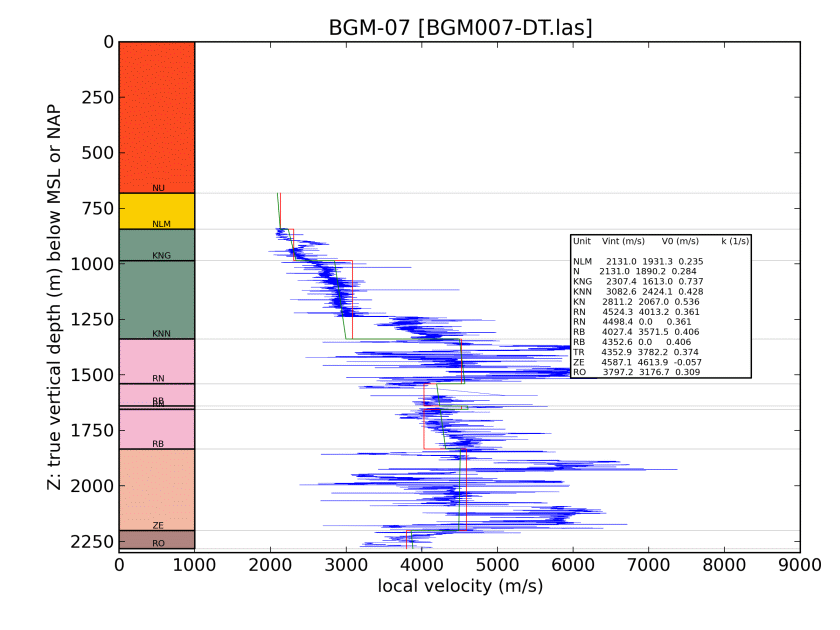 BGM-07 [BGM007-DT.las]
Z: true vertical depth (m) below MSL or NAP
0
250
500
750
1000
1250
1500
1750
2000
2250
NU
NLM
KNG
KNN
RN
RB
RN
RB
ZE
RO
Unit Vint (m/s) V0 (m/s) k (1/s)
NLM 2131.0 1931.3 0.235
N 2131.0 1890.2 0.284
KNG 2307.4 1613.0 0.737
KNN 3082.6 2424.1 0.428
KN 2811.2 2067.0 0.536
RN 4524.3 4013.2 0.361
RN 4498.4 0.0 0.361
RB 4027.4 3571.5 0.406
RB 4352.6 0.0 0.406
TR 4352.9 3782.2 0.374
ZE 4587.1 4613.9 -0.057
RO 3797.2 3176.7 0.309
0 1000 2000 3000 4000 5000 6000 7000 8000 9000
local velocity (m/s)